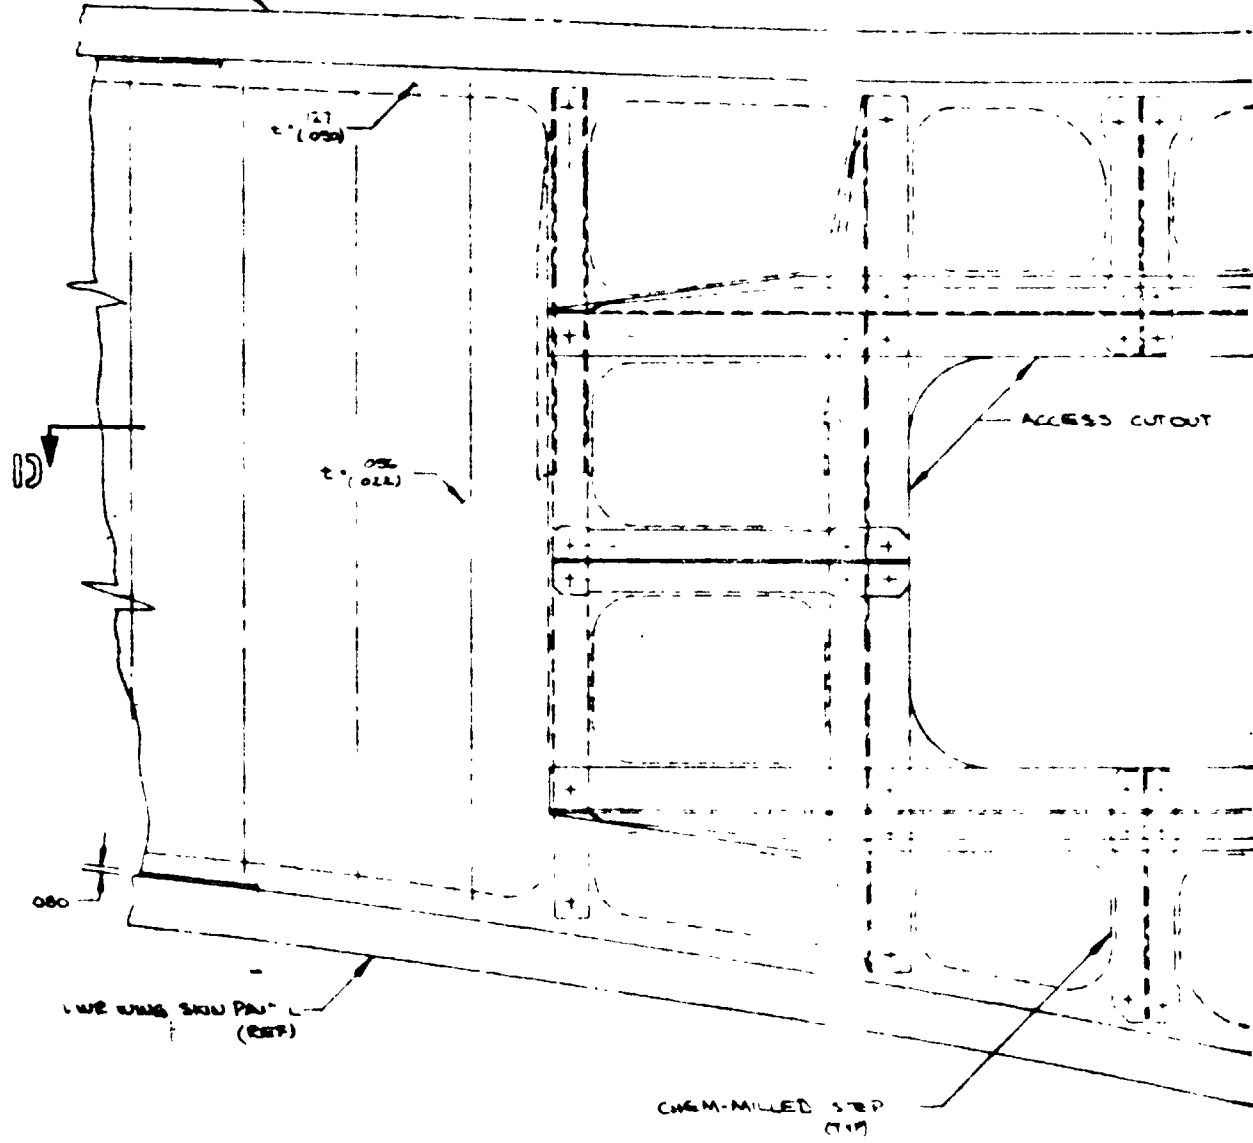 .127
t = (.050)
ACCESS CUTOUT
t = .056
(.022)
D
.080
LWR WING SKIN PANEL
(REF)
CHEM-MILLED STEP
(TYP)